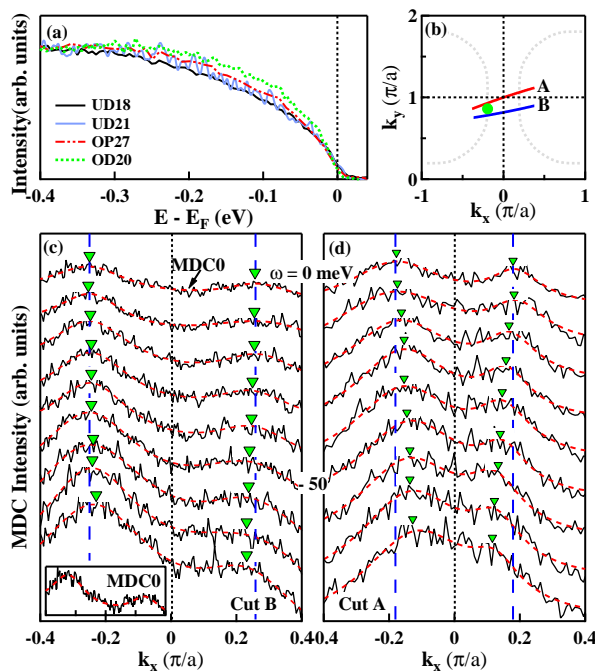 (a)
Intensity(arb. units)
UD18
UD21
OP27
OD20
-0.4 -0.3 -0.2 -0.1 0
E - E_F (eV)
(b)
A
B
k_y (π/a)
2
1
0
-1 0 1
k_x (π/a)
(c)
MDC0
ω = 0 meV
(d)
MDC Intensity (arb. units)
- 50
MDC0
Cut B
Cut A
-0.4 -0.2 0 0.2 0.4
-0.4 -0.2 0 0.2 0.4
k_x (π/a)
k_x (π/a)